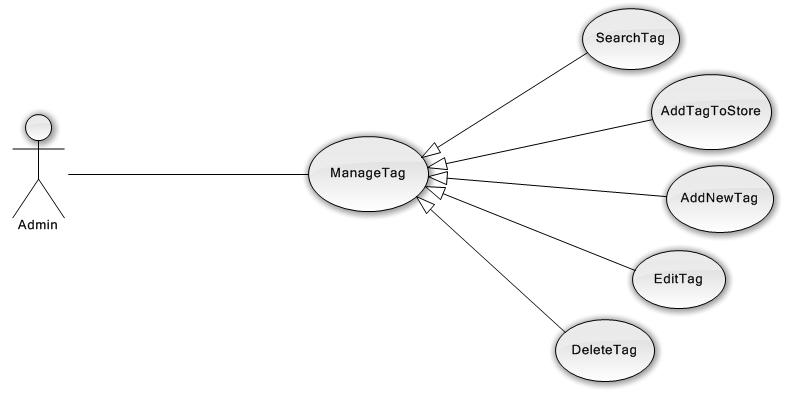 SearchTag
AddTagToStore
ManageTag
AddNewTag
Admin
EditTag
DeleteTag